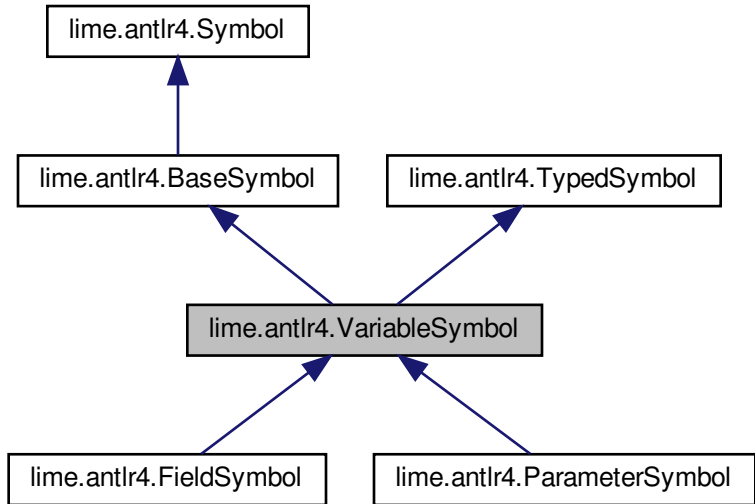 lime.antlr4.Symbol
lime.antlr4.BaseSymbol
lime.antlr4.TypedSymbol
lime.antlr4.VariableSymbol
lime.antlr4.FieldSymbol
lime.antlr4.ParameterSymbol